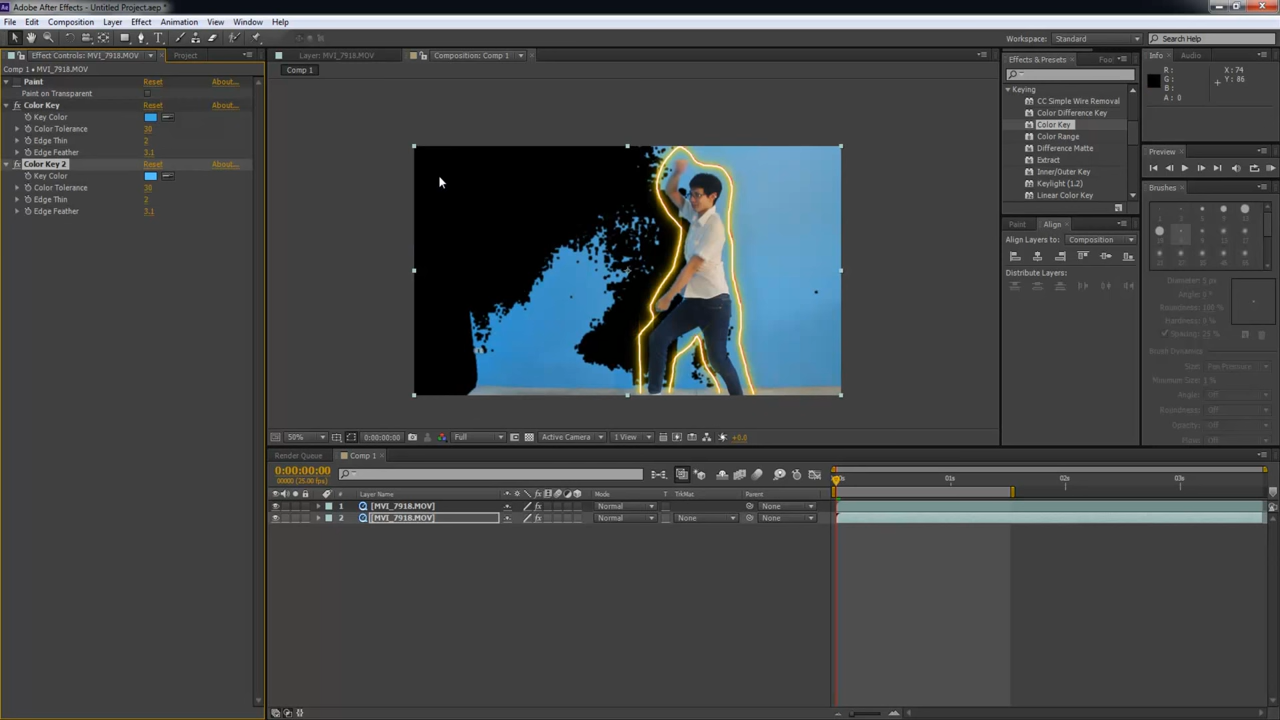 Adobe After Effects - Untitled Project.aep *
File Edit Composition Layer Effect Animation View Window Help
Workspace: Standard Search Help
Effect Controls: MVI_7918.MOV Project
Comp 1 • MVI_7918.MOV
Paint Reset About...
Paint on Transparent
Color Key Reset About...
Key Color
Color Tolerance 38
Edge Thin 2
Edge Feather 3.1
Color Key 2 Reset About...
Key Color
Color Tolerance 38
Edge Thin 2
Edge Feather 3.1
Layer: MVI_7918.MOV Composition: Comp 1
Comp 1
50% 0:00:00:00 Full Active Camera 1 View +0.0
Effects & Presets
Keying
CC Simple Wire Removal
Color Difference Key
Color Key
Color Range
Difference Matte
Extract
Inner/Outer Key
Keylight (1.2)
Linear Color Key
Paint Align
Align Layers to: Composition
Distribute Layers:
Info Audio
R: X: 74
G: Y: 86
B:
A: 0
Preview
Brushes
Diameter:
Angle: 0°
Roundness: 100 %
Hardness:
Spacing: 25 %
Brush Dynamics
Size: Pen Pressure
Minimum Size: 1 %
Angle: Off
Roundness: Off
Opacity: Off
Flow: Off
Render Queue Comp 1
0:00:00:00
00000 (25.00 fps)
# Layer Name Mode T TrkMat Parent
1 [MVI_7918.MOV] Normal None
2 [MVI_7918.MOV] Normal None None
01s 02s 03s